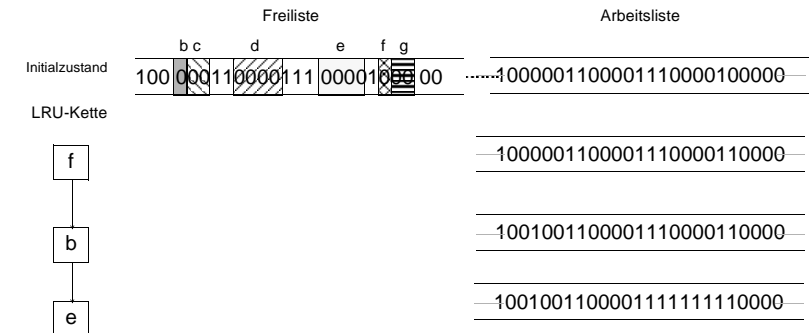 Freiliste Arbeitsliste
b c d e f g
Initialzustand 100 000110000111 00001000 00 1000001100001110000100000
LRU-Kette
f 1000001100001110000110000
b 1001001100001110000110000
e 1001001100001111111110000